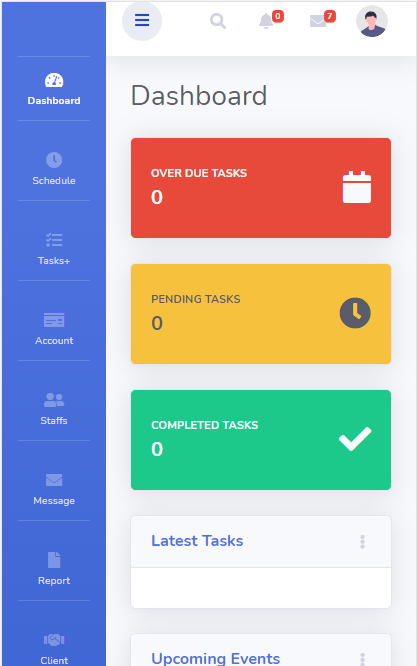 0
7
Dashboard
Schedule
Tasks+
Account
Staffs
Message
Report
Client
Dashboard
OVER DUE TASKS
0
PENDING TASKS
0
COMPLETED TASKS
0
Latest Tasks
Upcoming Events